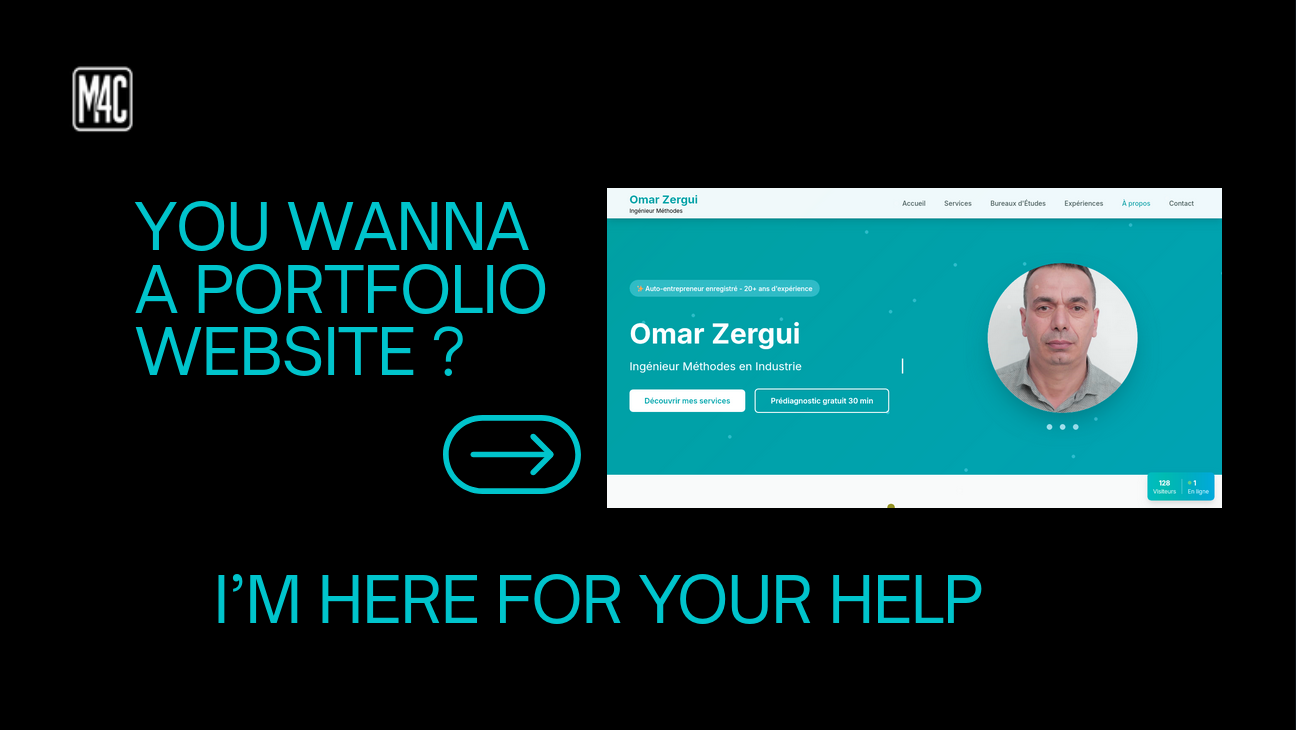 M4C
YOU WANNA
A PORTFOLIO
WEBSITE ?
Omar Zergui
Ingénieur Méthodes
Accueil Services Bureaux d'Études Expériences À propos Contact
Auto-entrepreneur enregistré - 20+ ans d'expérience
Omar Zergui
Ingénieur Méthodes en Industrie
Découvrir mes services Prédiagnostic gratuit 30 min
128 1
Visiteurs En ligne
I'M HERE FOR YOUR HELP